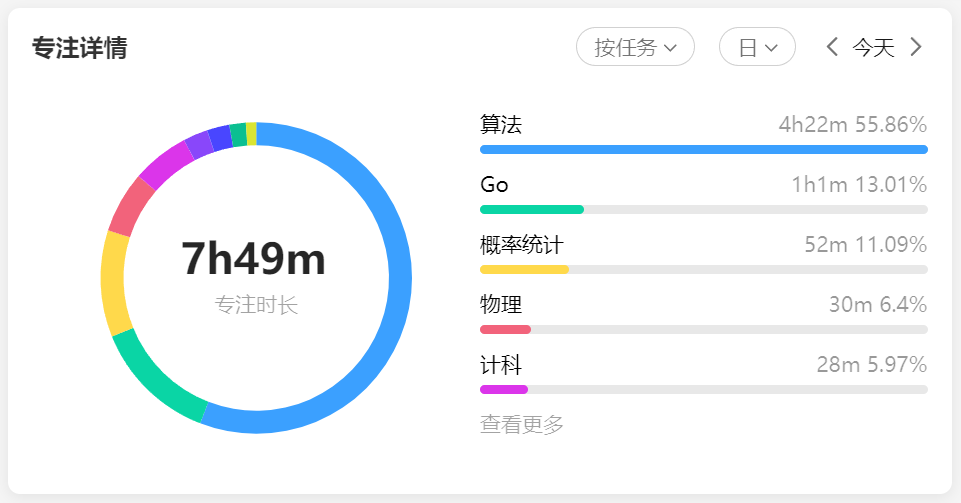 专注详情
按任务
日
今天
7h49m
专注时长
算法 4h22m 55.86%
Go 1h1m 13.01%
概率统计 52m 11.09%
物理 30m 6.4%
计科 28m 5.97%
查看更多